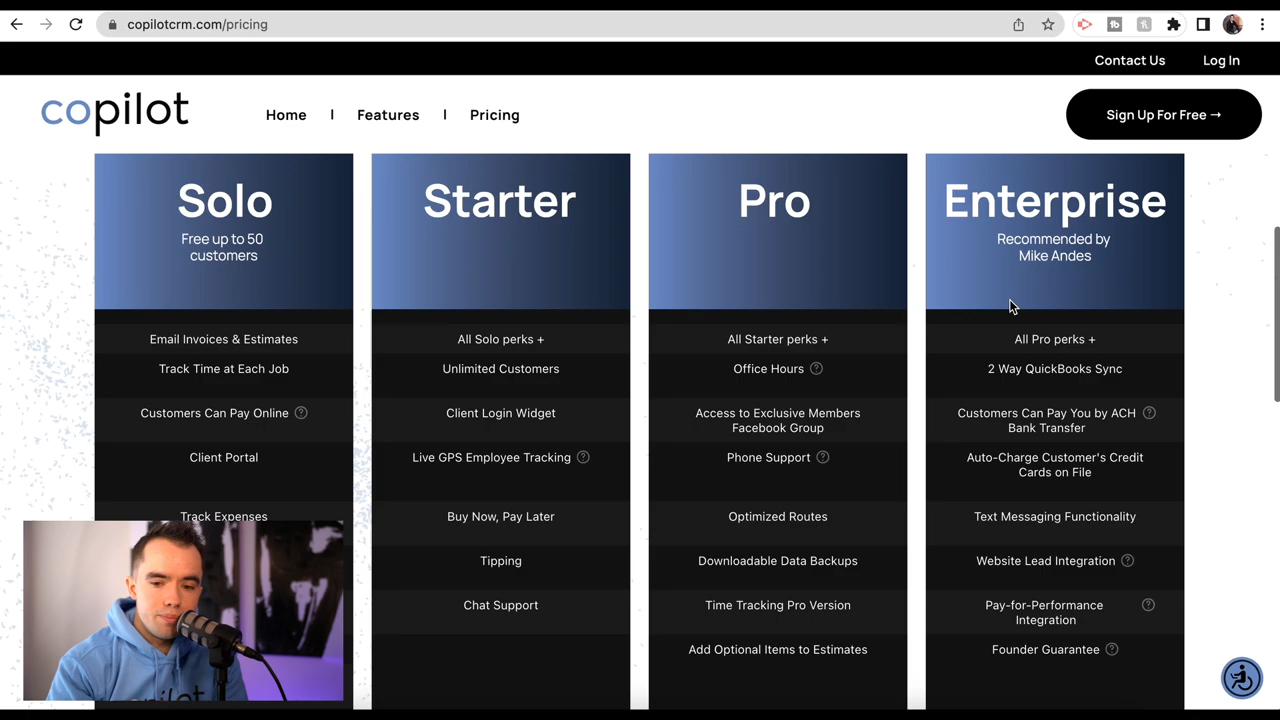 copilotcrm.com/pricing
Contact Us
Log In
copilot
Home
Features
Pricing
Sign Up For Free →
Solo
Free up to 50
customers
Email Invoices & Estimates
Track Time at Each Job
Customers Can Pay Online
Client Portal
Track Expenses
Starter
All Solo perks +
Unlimited Customers
Client Login Widget
Live GPS Employee Tracking
Buy Now, Pay Later
Tipping
Chat Support
Pro
All Starter perks +
Office Hours
Access to Exclusive Members
Facebook Group
Phone Support
Optimized Routes
Downloadable Data Backups
Time Tracking Pro Version
Add Optional Items to Estimates
Enterprise
Recommended by
Mike Andes
All Pro perks +
2 Way QuickBooks Sync
Customers Can Pay You by ACH
Bank Transfer
Auto-Charge Customer's Credit
Cards on File
Text Messaging Functionality
Website Lead Integration
Pay-for-Performance
Integration
Founder Guarantee